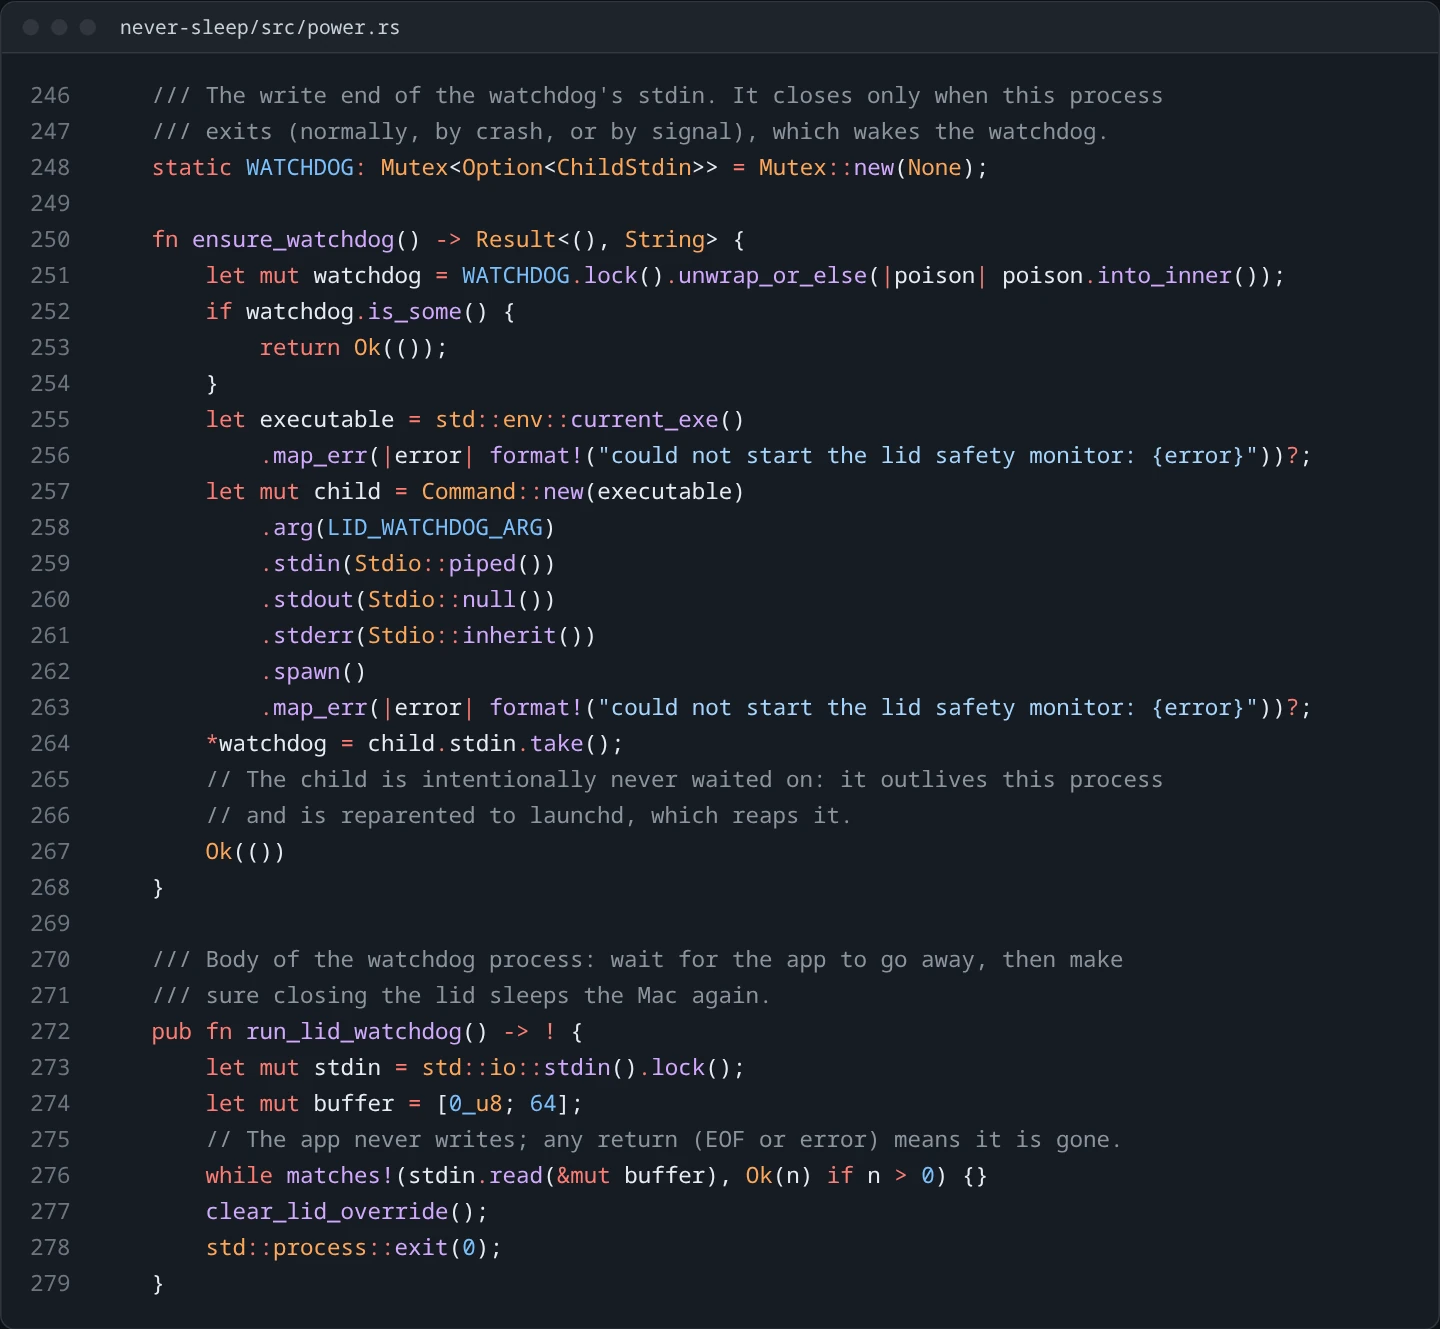 never-sleep/src/power.rs
246 /// The write end of the watchdog's stdin. It closes only when this process
247 /// exits (normally, by crash, or by signal), which wakes the watchdog.
248 static WATCHDOG: Mutex<Option<ChildStdin>> = Mutex::new(None);
249
250 fn ensure_watchdog() -> Result<(), String> {
251     let mut watchdog = WATCHDOG.lock().unwrap_or_else(|poison| poison.into_inner());
252     if watchdog.is_some() {
253         return Ok(());
254     }
255     let executable = std::env::current_exe()
256         .map_err(|error| format!("could not start the lid safety monitor: {error}"))?;
257     let mut child = Command::new(executable)
258         .arg(LID_WATCHDOG_ARG)
259         .stdin(Stdio::piped())
260         .stdout(Stdio::null())
261         .stderr(Stdio::inherit())
262         .spawn()
263         .map_err(|error| format!("could not start the lid safety monitor: {error}"))?;
264     *watchdog = child.stdin.take();
265     // The child is intentionally never waited on: it outlives this process
266     // and is reparented to launchd, which reaps it.
267     Ok(())
268 }
269
270 /// Body of the watchdog process: wait for the app to go away, then make
271 /// sure closing the lid sleeps the Mac again.
272 pub fn run_lid_watchdog() -> ! {
273     let mut stdin = std::io::stdin().lock();
274     let mut buffer = [0_u8; 64];
275     // The app never writes; any return (EOF or error) means it is gone.
276     while matches!(stdin.read(&mut buffer), Ok(n) if n > 0) {}
277     clear_lid_override();
278     std::process::exit(0);
279 }